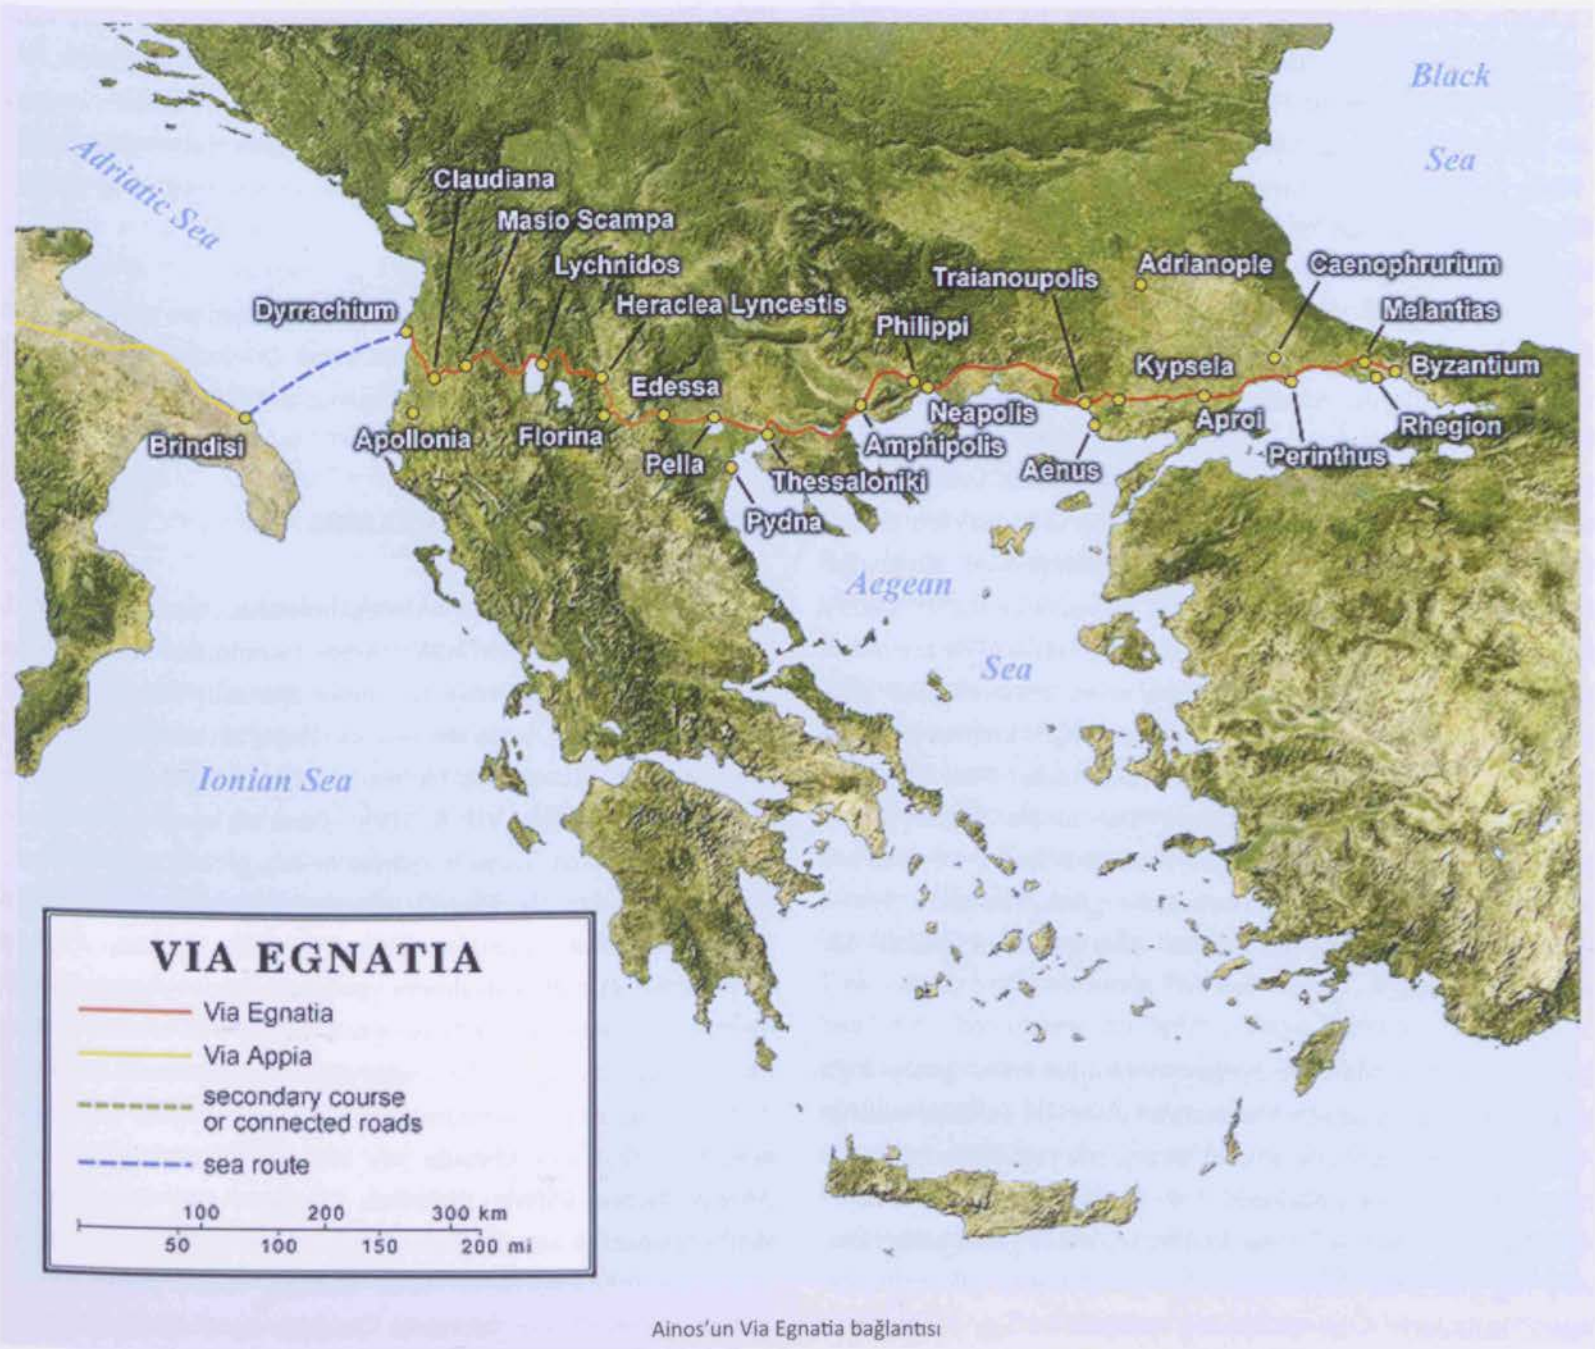 Black
Sea
Adriatic Sea
Claudiana
Masio Scampa
Lychnidos
Heraclea Lyncestis
Dyrrachium
Traianoupolis
Adrianople
Caenophrurium
Melantias
Philippi
Kypsela
Byzantium
Edessa
Neapolis
Aproi
Rhegion
Brindisi
Apollonia
Florina
Pella
Amphipolis
Aenus
Perinthus
Thessaloniki
Pydna
Aegean
Sea
Ionian Sea
VIA EGNATIA
Via Egnatia
Via Appia
secondary course
or connected roads
sea route
100 200 300 km
50 100 150 200 mi
Ainos'un Via Egnatia bağlantısı